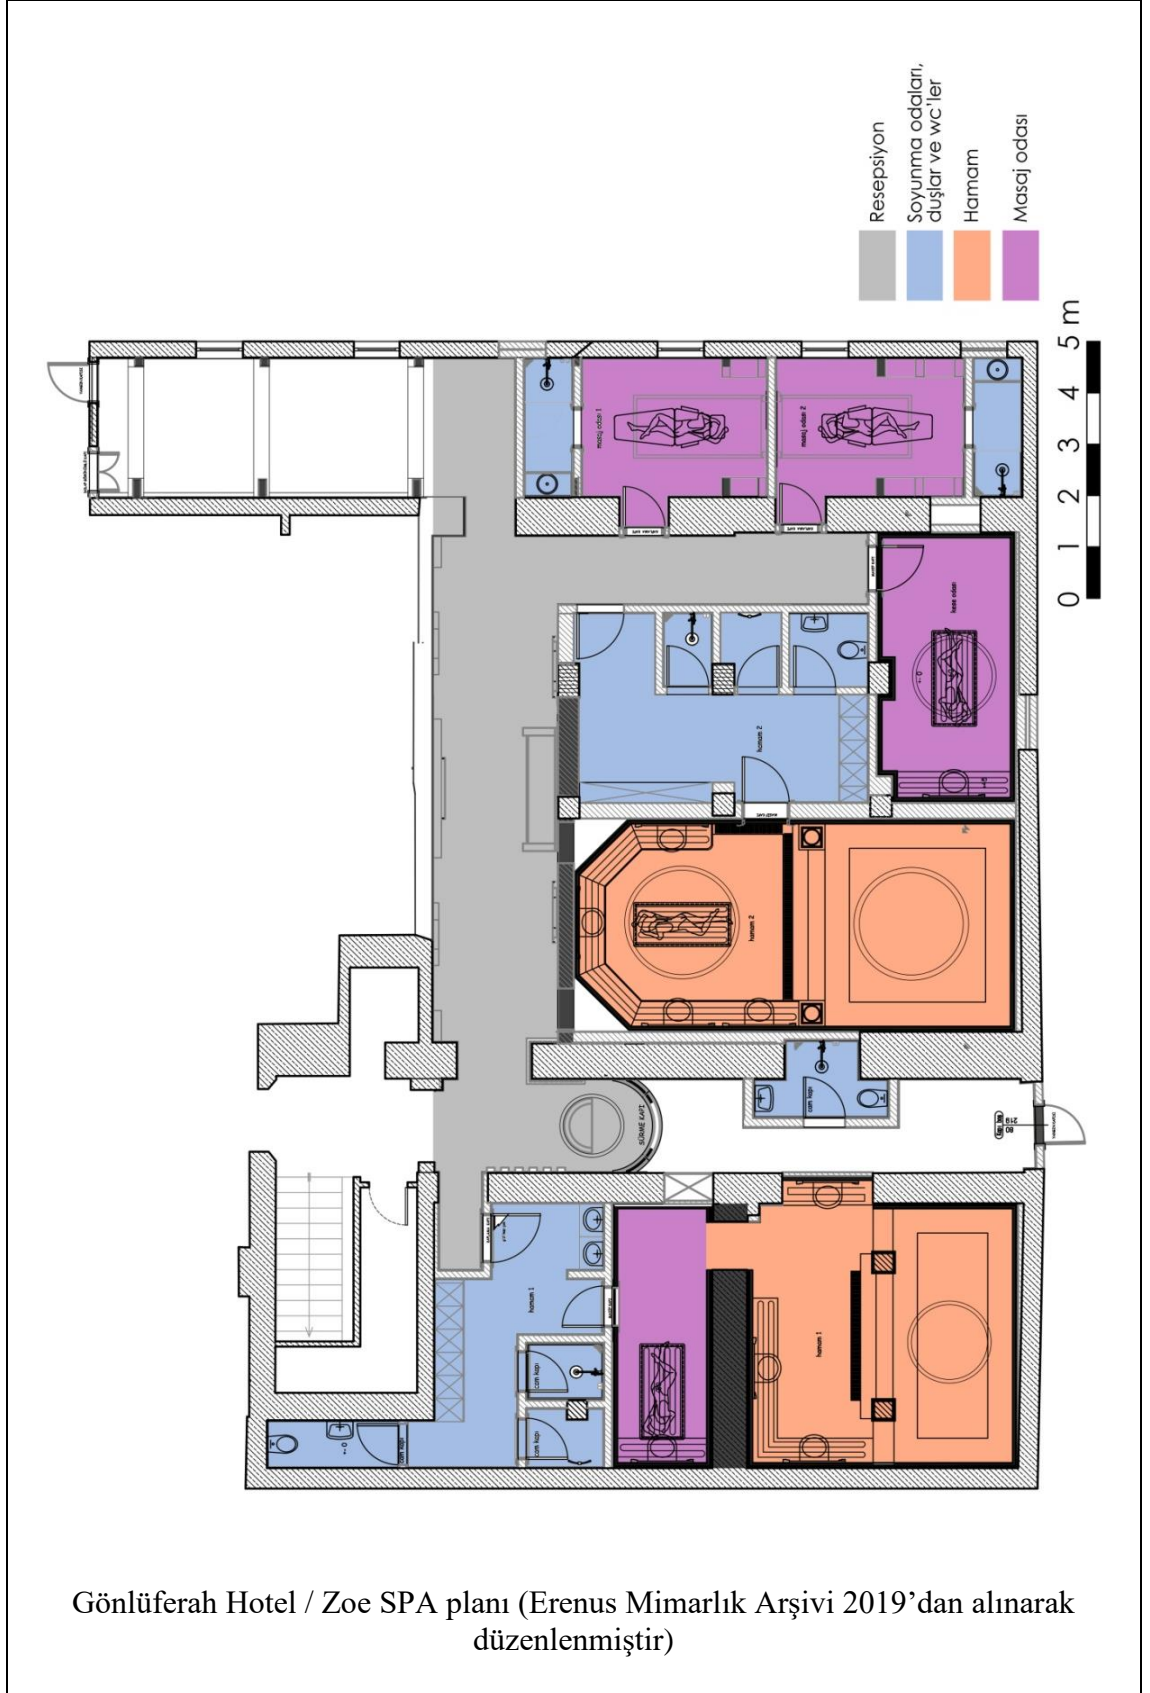 Resepsiyon
Soyunma odaları,
duşlar ve wc'ler
Hamam
Masaj odası
0 1 2 3 4 5 m
masaj odası 1
masaj odası 2
kese odası
hamam 2
hamam 2
SÜRME KAPI
cam kapı
80
219
hamam 1
cam kapı
cam kapı
cam kapı
hamam 1
Gönlüferah Hotel / Zoe SPA planı (Erenus Mimarlık Arşivi 2019’dan alınarak
düzenlenmiştir)